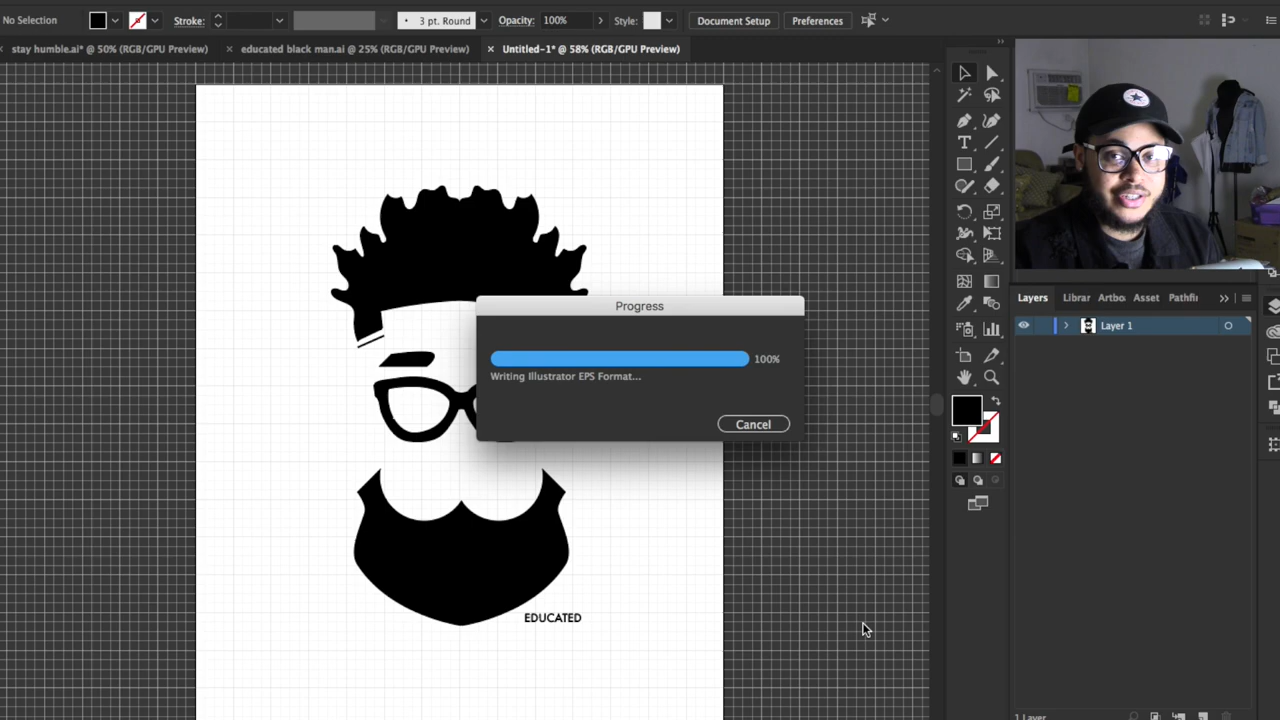 No Selection
Stroke:
3 pt. Round
Opacity:
100%
Style:
Document Setup
Preferences
stay humble.ai* @ 50% (RGB/GPU Preview)
educated black man.ai @ 25% (RGB/GPU Preview)
Untitled-1* @ 58% (RGB/GPU Preview)
Progress
100%
Writing Illustrator EPS Format...
Cancel
EDUCATED
Layers
Librar
Artbo
Asset
Pathfi
Layer 1
1 Layer